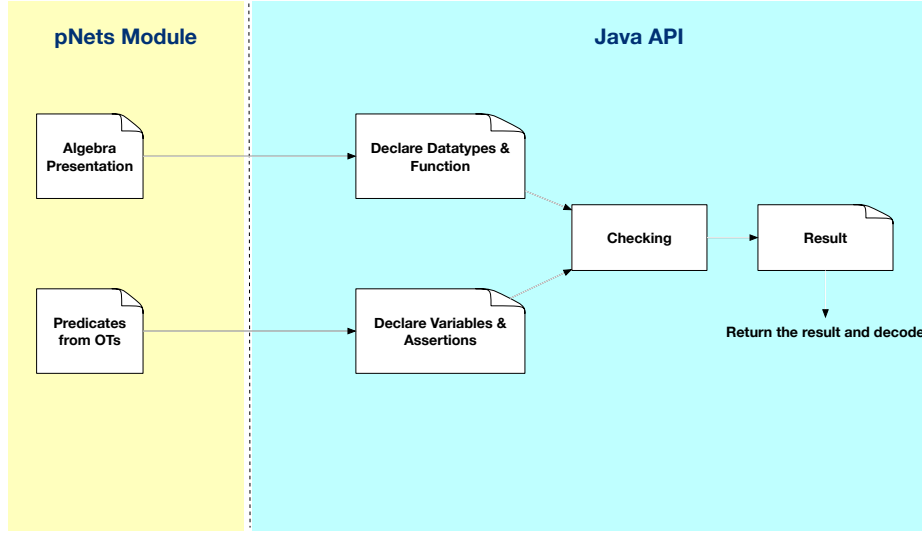 pNets Module
Java API
Algebra
Presentation
Declare Datatypes &
Function
Checking
Result
Predicates
from OTs
Declare Variables &
Assertions
Return the result and decode